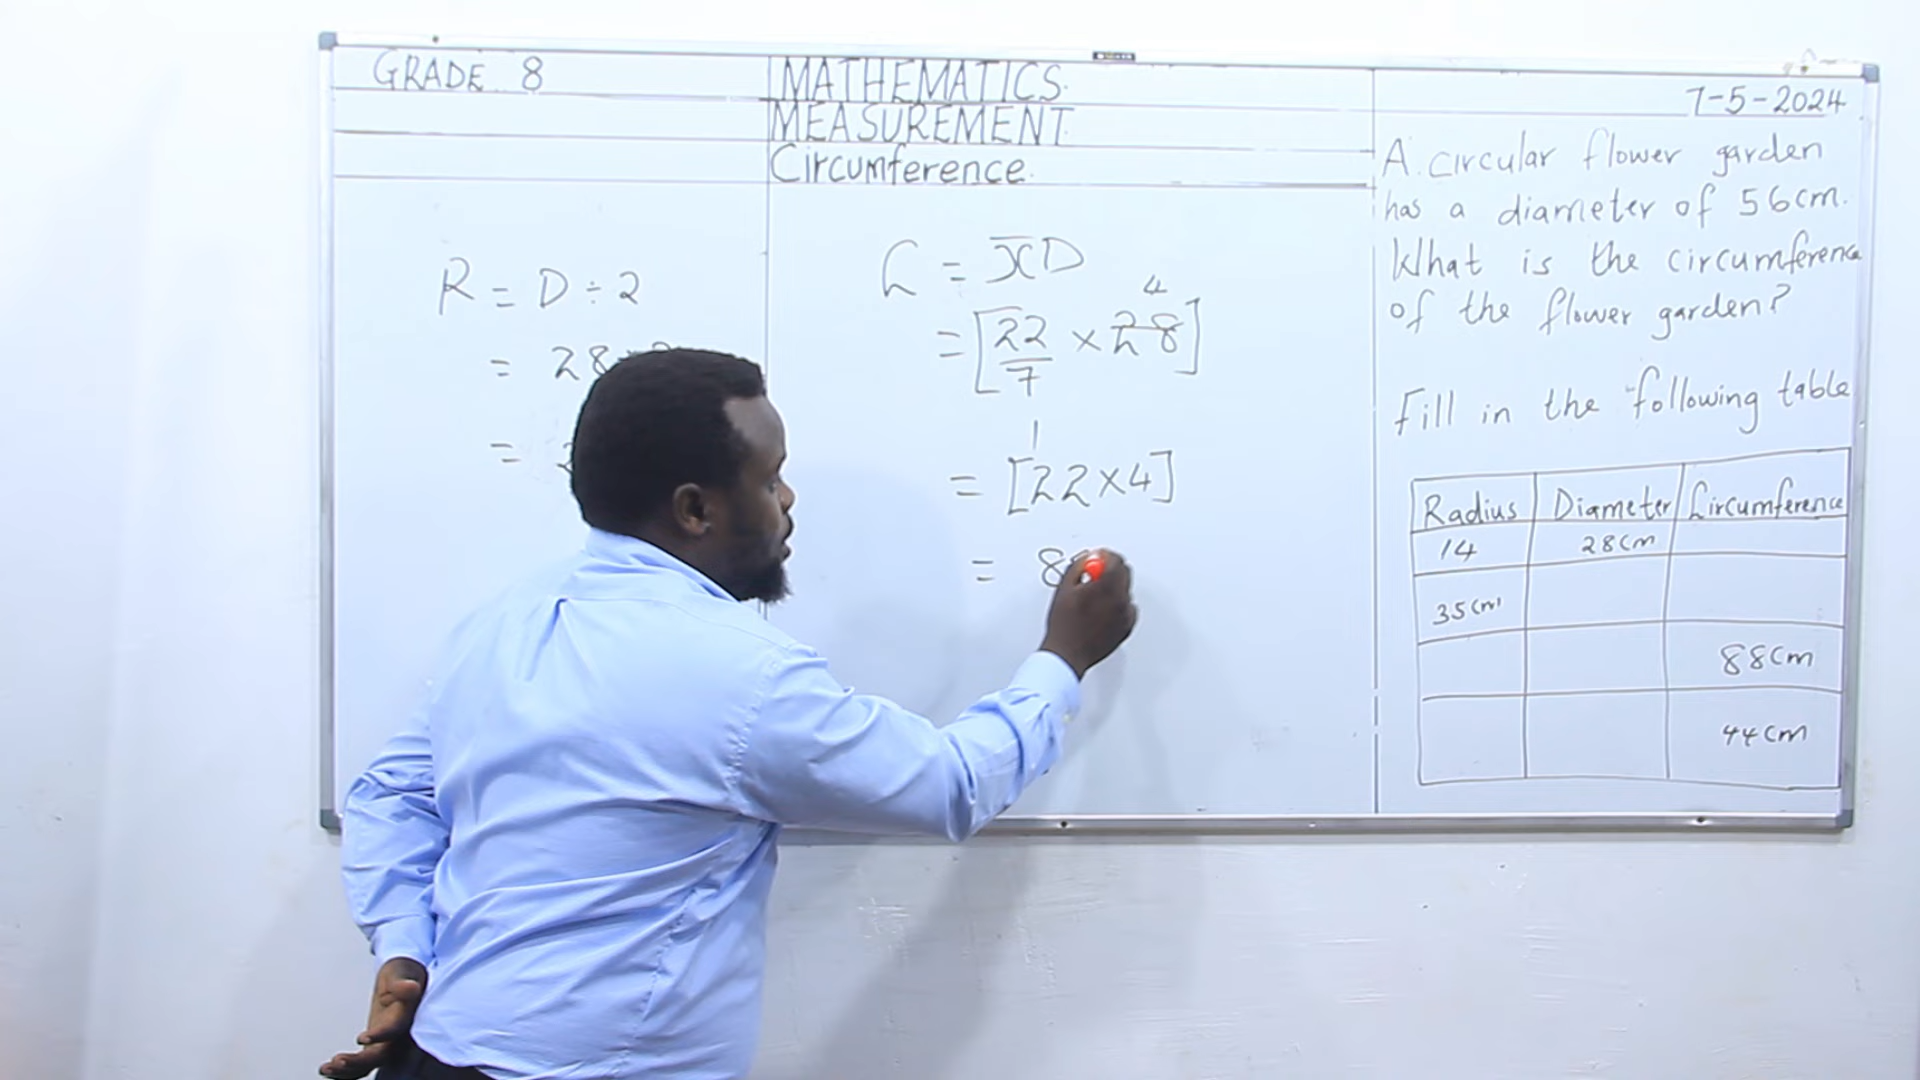 GRADE 8
MATHEMATICS
MEASUREMENT
Circumference.
7-5-2024
R = D ÷ 2
= 28
=
C = πD
4
= [22/7 × 28]
1
= [22×4]
= 8
A circular flower garden
has a diameter of 56cm.
What is the circumference
of the flower garden?
Fill in the following table
Radius Diameter Circumference
14 28cm
35cm
88cm
44cm